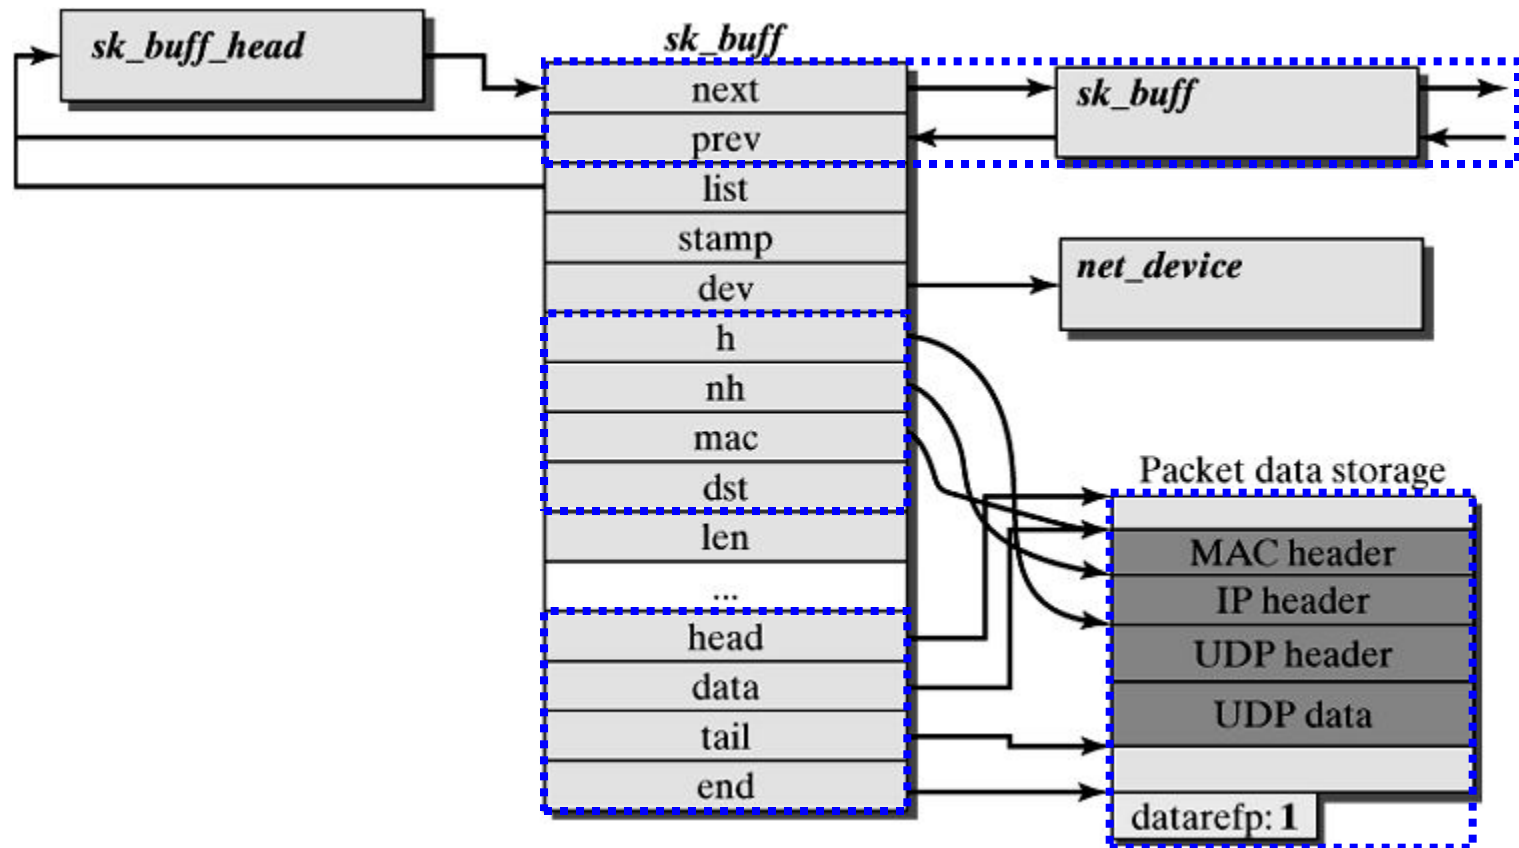 sk_buff_head
sk_buff
next
prev
sk_buff
list
stamp
dev
net_device
h
nh
mac
dst
len
...
head
data
tail
end
Packet data storage
MAC header
IP header
UDP header
UDP data
datarefp: 1